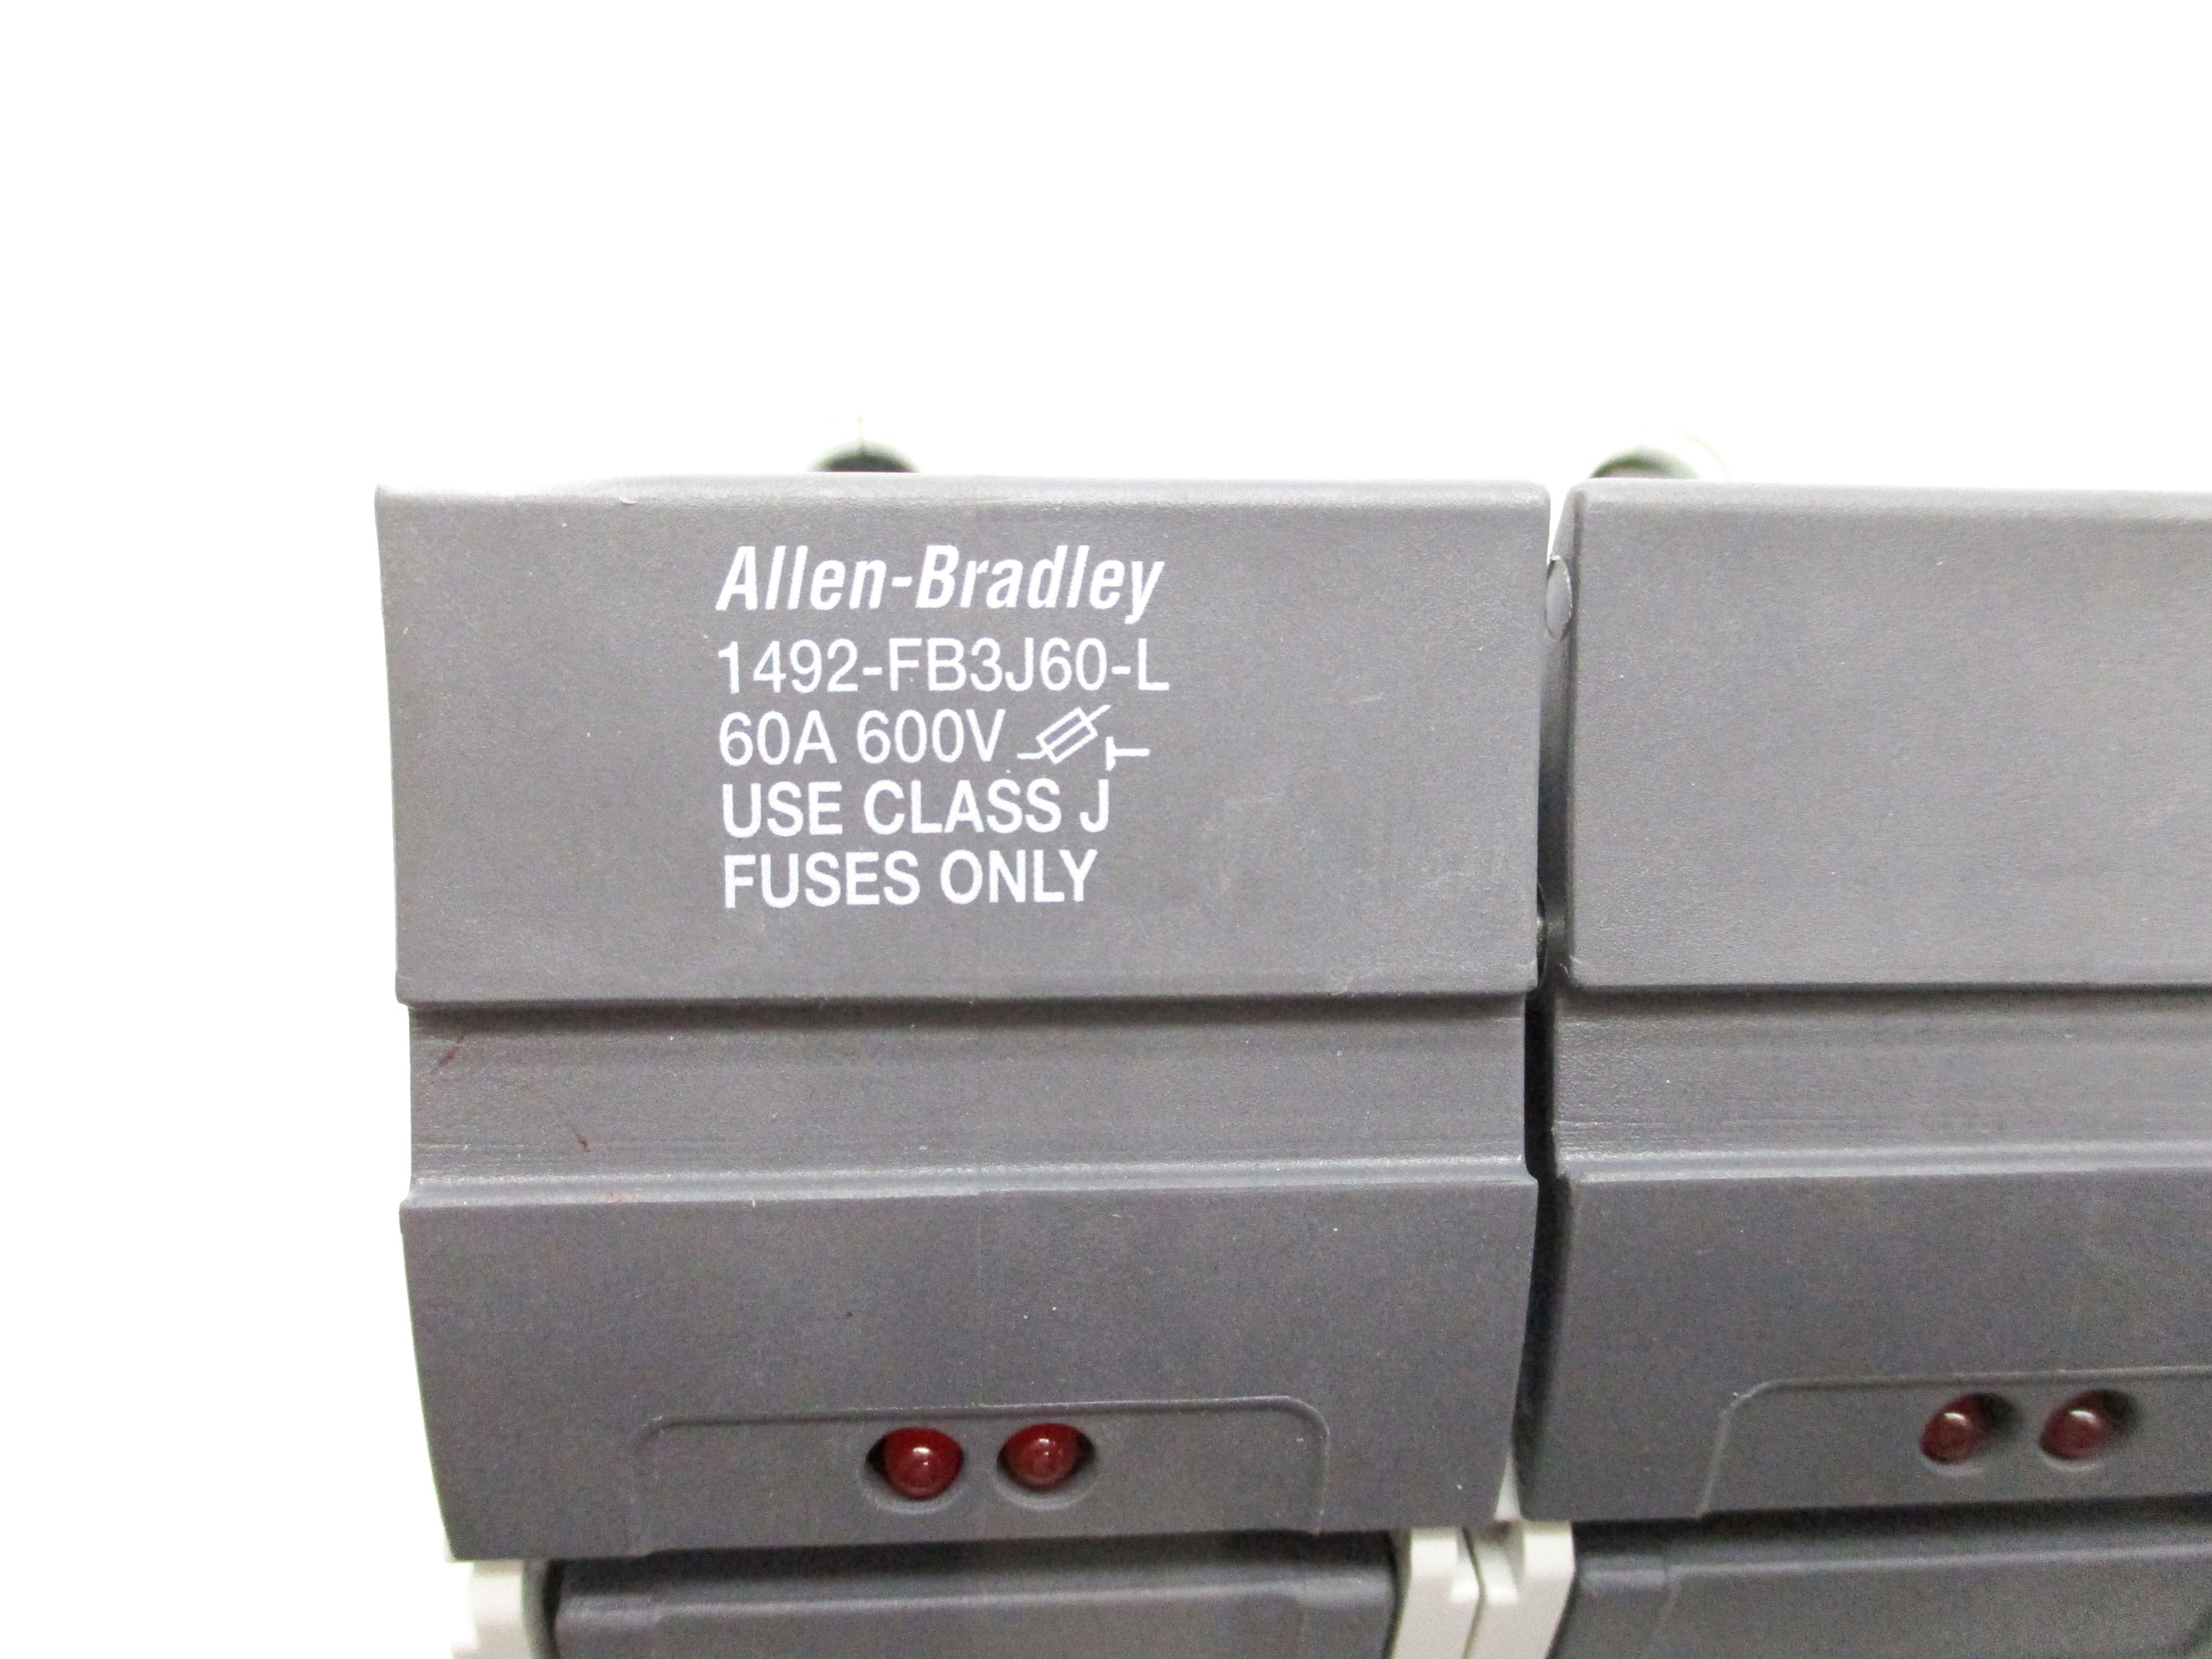 Allen-Bradley
1492-FB3J60-L
60A 600V
USE CLASS J
FUSES ONLY